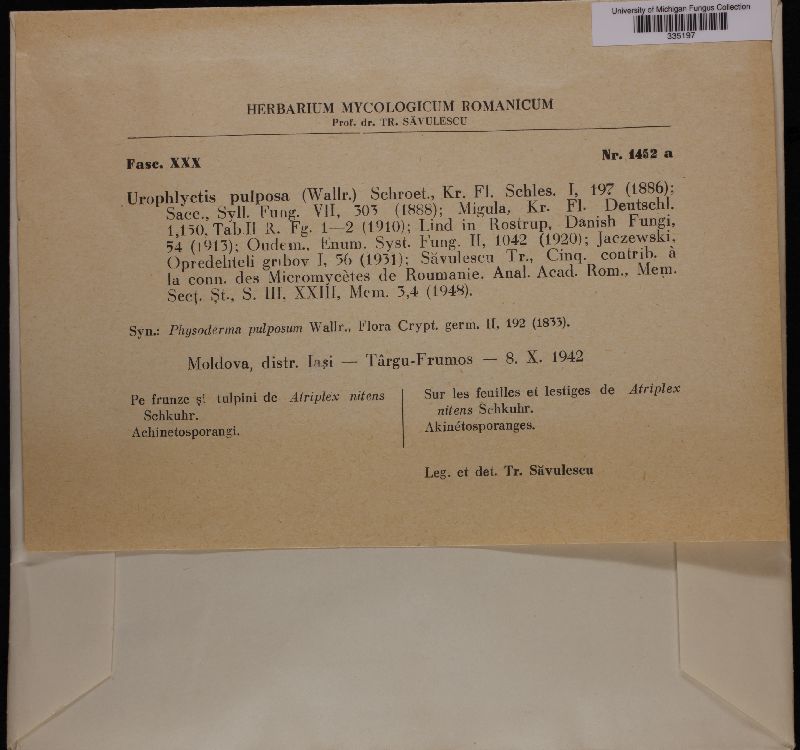 University of Michigan Fungus Collection
335197
HERBARIUM MYCOLOGICUM ROMANICUM
Prof. dr. TR. SĂVULESCU
Fasc. XXX
Nr. 1452 a
Urophlyctis pulposa (Wallr.) Schroet., Kr. Fl. Schles. I, 197 (1886);
Sacc., Syll. Fung. VII, 303 (1888); Migula, Kr. Fl. Deutschl.
1,150, Tab.II R. Fg. 1—2 (1910); Lind in Rostrup, Danish Fungi,
54 (1913); Oudem., Enum. Syst. Fung. II, 1042 (1920); Jaczewski,
Opredeliteli gribov I, 56 (1931); Săvulescu Tr., Cinq. contrib. à
la conn. des Micromycètes de Roumanie. Anal. Acad. Rom., Mem.
Secț. Șt., S. III, XXIII, Mem. 3,4 (1948).
Syn.: Physoderma pulposum Wallr., Flora Crypt. germ. II, 192 (1833).
Moldova, distr. Iași — Târgu-Frumos — 8. X. 1942
Pe frunze și tulpini de Atriplex nitens
Schkuhr.
Achinetosporangi.
Sur les feuilles et lestiges de Atriplex
nitens Schkuhr.
Akinétosporanges.
Leg. et det. Tr. Săvulescu